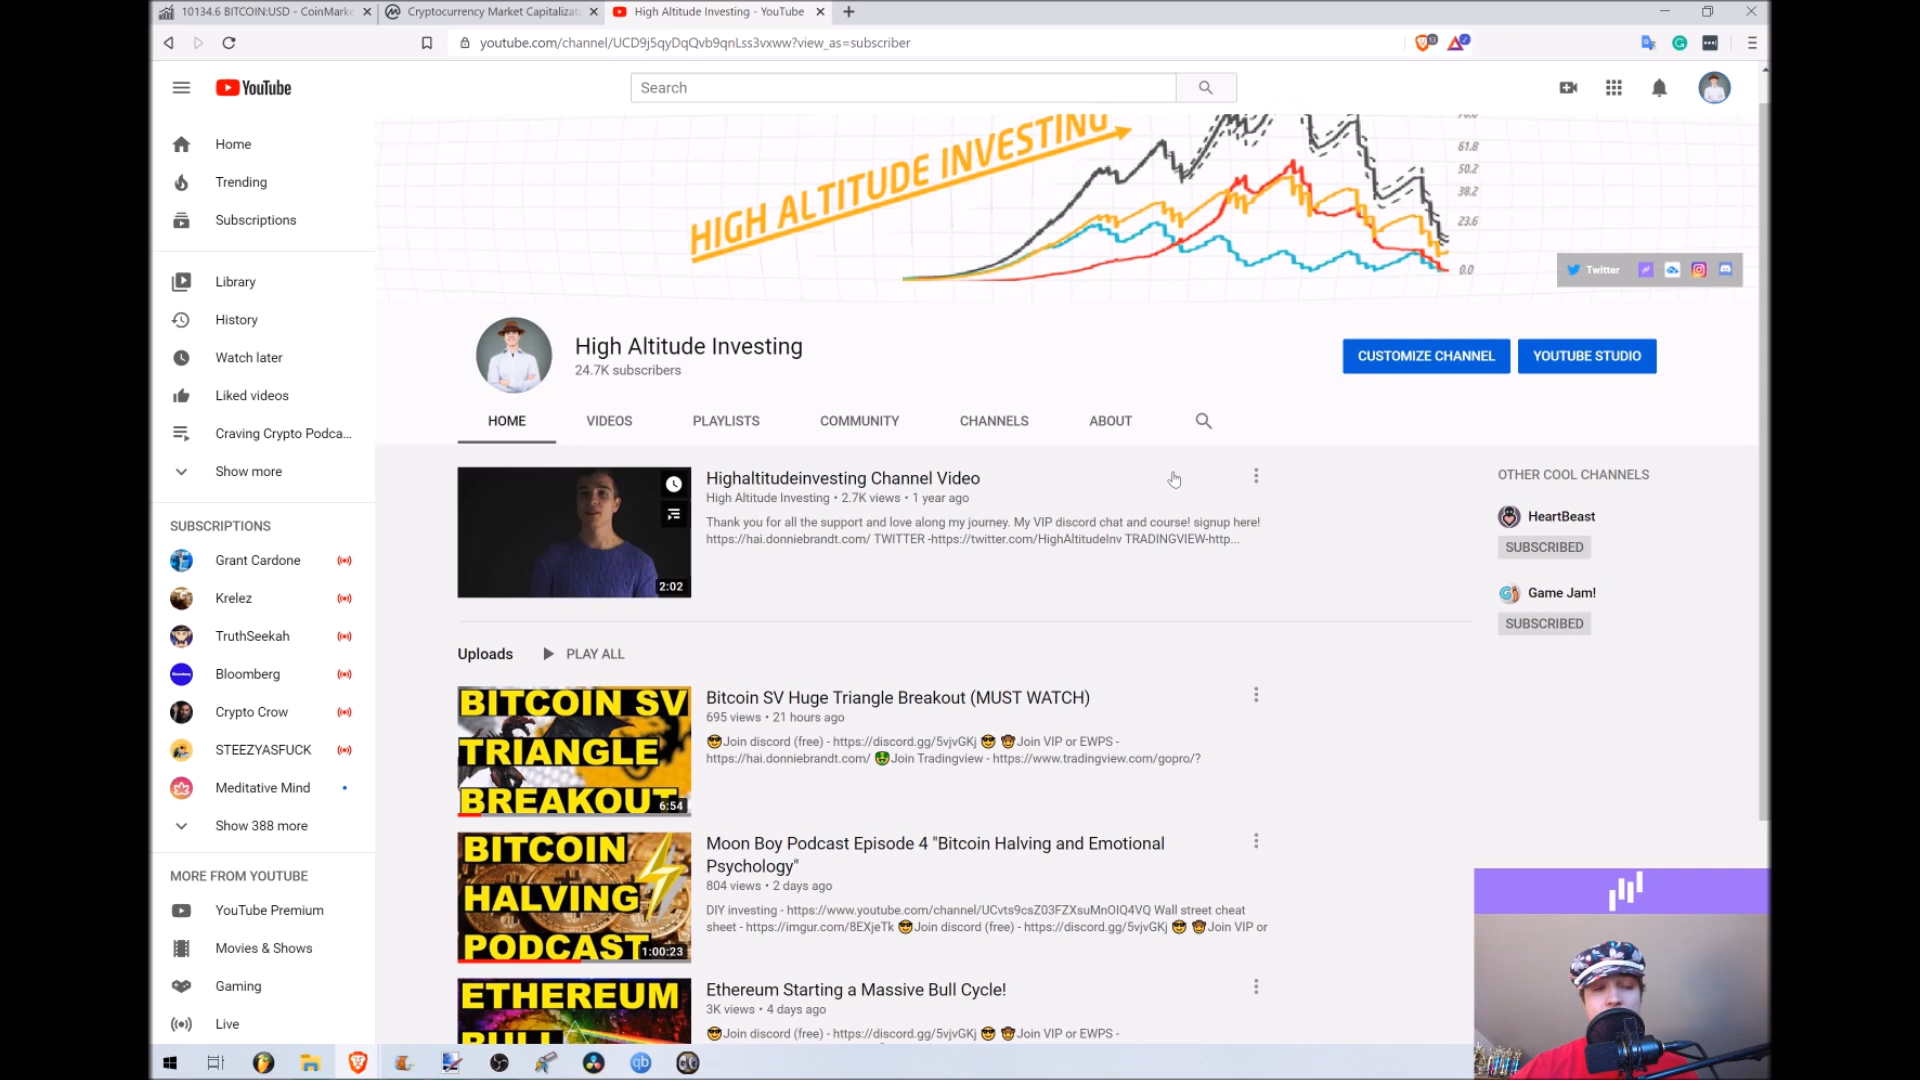 10134.6 BITCOIN:USD - CoinMarke
Cryptocurrency Market Capitalizat
High Altitude Investing - YouTube
youtube.com/channel/UCD9j5qyDqQvb9qnLss3vxww?view_as=subscriber
YouTube
Search
Home
Trending
Subscriptions
Library
History
Watch later
Liked videos
Craving Crypto Podca...
Show more
SUBSCRIPTIONS
Grant Cardone
Krelez
TruthSeekah
Bloomberg
Crypto Crow
STEEZYASFUCK
Meditative Mind
Show 388 more
MORE FROM YOUTUBE
YouTube Premium
Movies & Shows
Gaming
Live
HIGH ALTITUDE INVESTING
61.8
50.2
38.2
23.6
0.0
Twitter
High Altitude Investing
24.7K subscribers
CUSTOMIZE CHANNEL
YOUTUBE STUDIO
HOME
VIDEOS
PLAYLISTS
COMMUNITY
CHANNELS
ABOUT
2:02
Highaltitudeinvesting Channel Video
High Altitude Investing • 2.7K views • 1 year ago
Thank you for all the support and love along my journey. My VIP discord chat and course! signup here!
https://hai.donniebrandt.com/ TWITTER -https://twitter.com/HighAltitudeInv TRADINGVIEW-http...
OTHER COOL CHANNELS
HeartBeast
SUBSCRIBED
Game Jam!
SUBSCRIBED
Uploads
PLAY ALL
BITCOIN SV
TRIANGLE
BREAKOUT
6:54
Bitcoin SV Huge Triangle Breakout (MUST WATCH)
695 views • 21 hours ago
😎Join discord (free) - https://discord.gg/5vjvGKj 😎 🤠Join VIP or EWPS -
https://hai.donniebrandt.com/ 🤑Join Tradingview - https://www.tradingview.com/gopro/?
BITCOIN
HALVING
PODCAST
1:00:23
Moon Boy Podcast Episode 4 "Bitcoin Halving and Emotional
Psychology"
804 views • 2 days ago
DIY investing - https://www.youtube.com/channel/UCvts9csZ03FZXsuMnOIQ4VQ Wall street cheat
sheet - https://imgur.com/8EXjeTk 😎Join discord (free) - https://discord.gg/5vjvGKj 😎 🤠Join VIP or
ETHEREUM
BULL
Ethereum Starting a Massive Bull Cycle!
3K views • 4 days ago
😎Join discord (free) - https://discord.gg/5vjvGKj 😎 🤠Join VIP or EWPS -